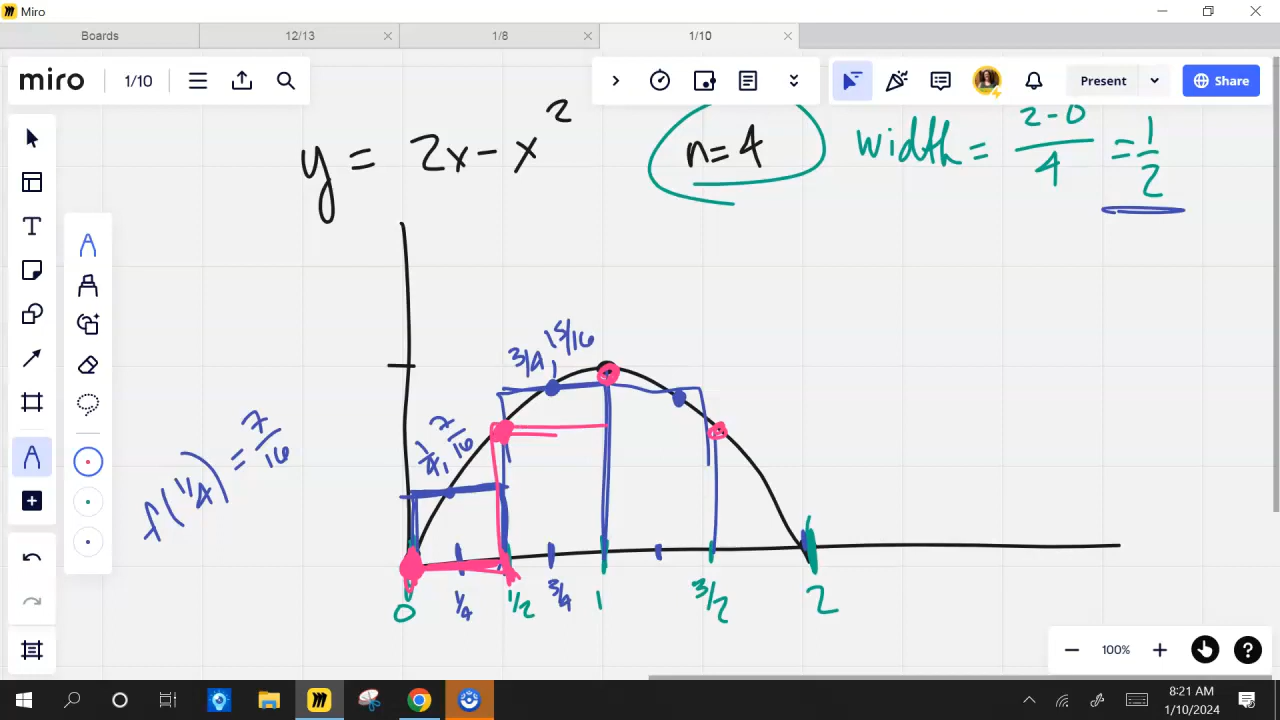 Miro
Boards
12/13
1/8
1/10
miro
1/10
Present
Share
y = 2x - x²
n = 4
width = 2-0/4 = 1/2
3/4, 15/16
1/4, 7/16
f(1/4) = 7/16
0
1/4
1/2
3/4
1
3/2
2
100%
8:21 AM
1/10/2024